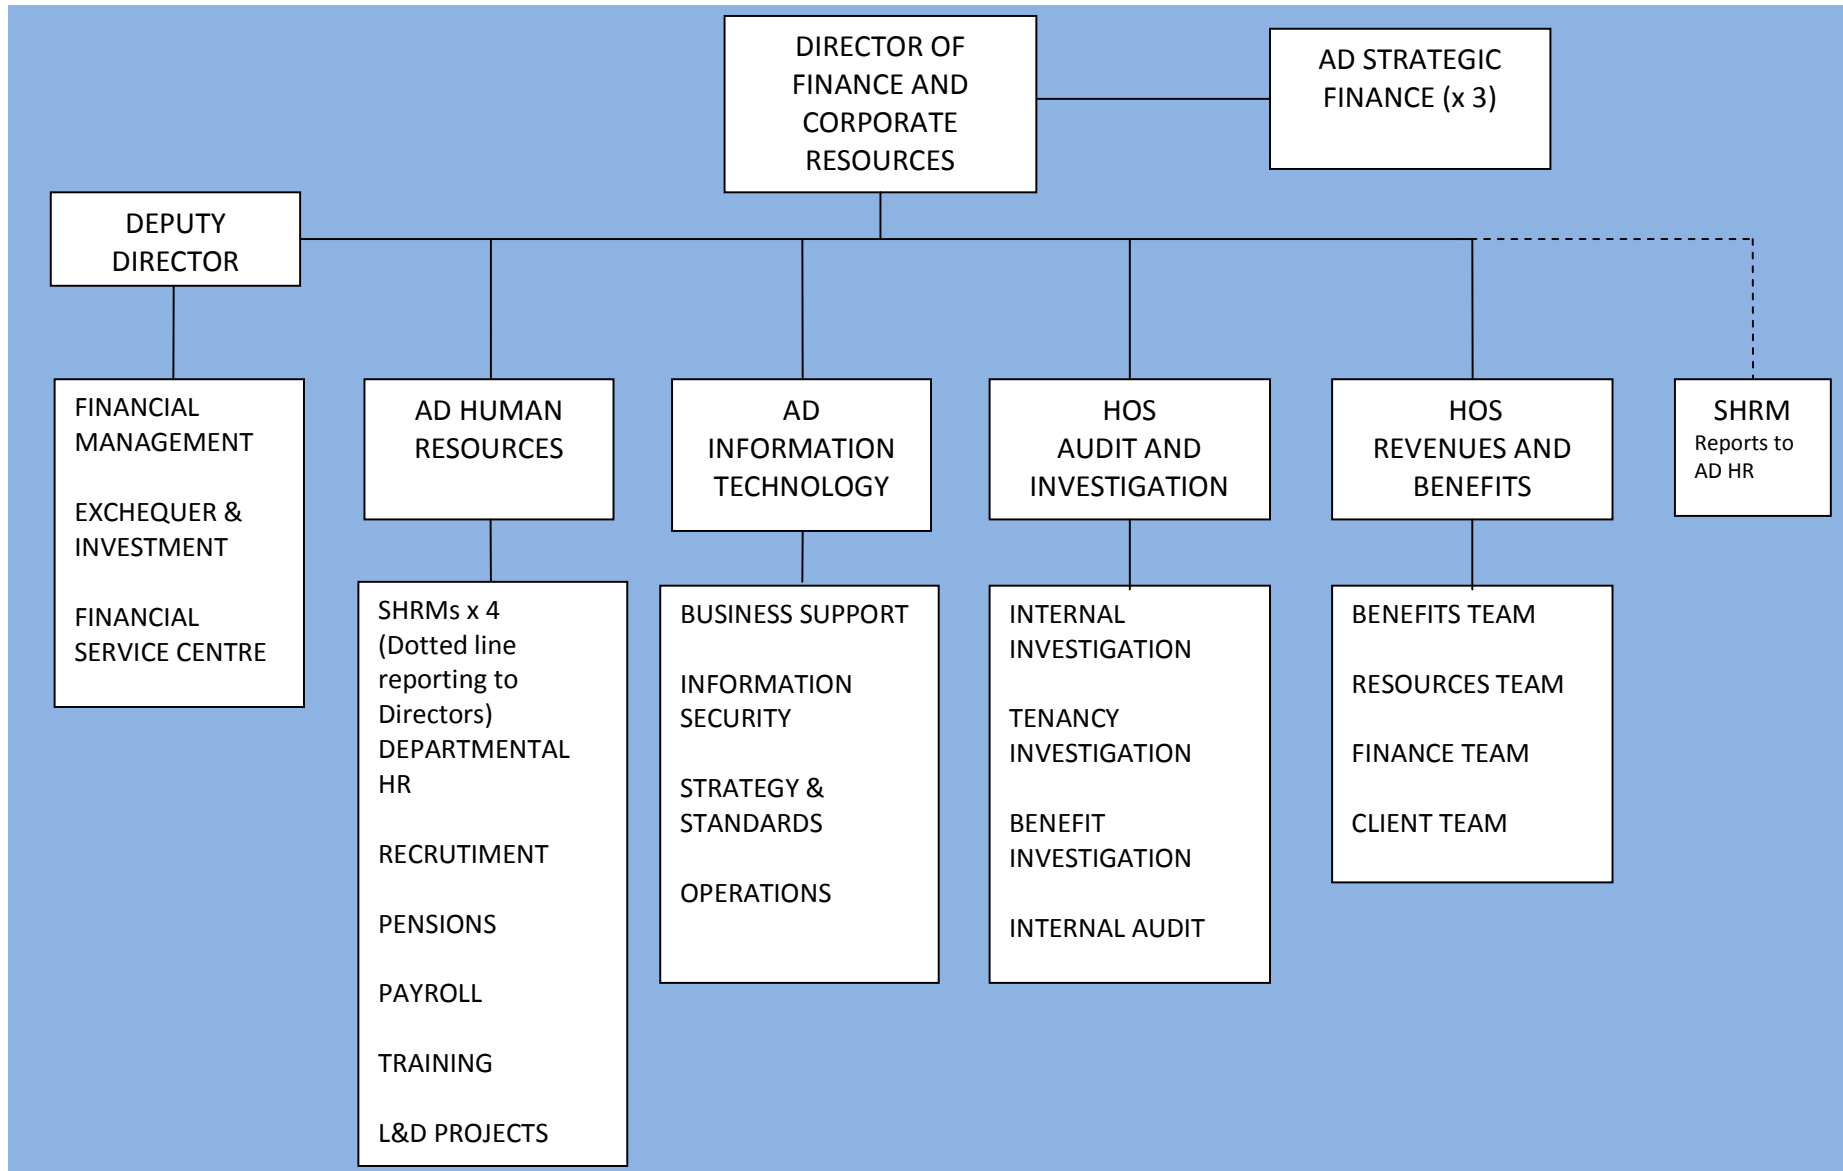 DIRECTOR OF
FINANCE AND
CORPORATE
RESOURCES
AD STRATEGIC
FINANCE (x 3)
DEPUTY
DIRECTOR
FINANCIAL
MANAGEMENT
EXCHEQUER &
INVESTMENT
FINANCIAL
SERVICE CENTRE
AD HUMAN
RESOURCES
SHRMs x 4
(Dotted line
reporting to
Directors)
DEPARTMENTAL
HR
RECRUTIMENT
PENSIONS
PAYROLL
TRAINING
L&D PROJECTS
AD
INFORMATION
TECHNOLOGY
BUSINESS SUPPORT
INFORMATION
SECURITY
STRATEGY &
STANDARDS
OPERATIONS
HOS
AUDIT AND
INVESTIGATION
INTERNAL
INVESTIGATION
TENANCY
INVESTIGATION
BENEFIT
INVESTIGATION
INTERNAL AUDIT
HOS
REVENUES AND
BENEFITS
BENEFITS TEAM
RESOURCES TEAM
FINANCE TEAM
CLIENT TEAM
SHRM
Reports to
AD HR